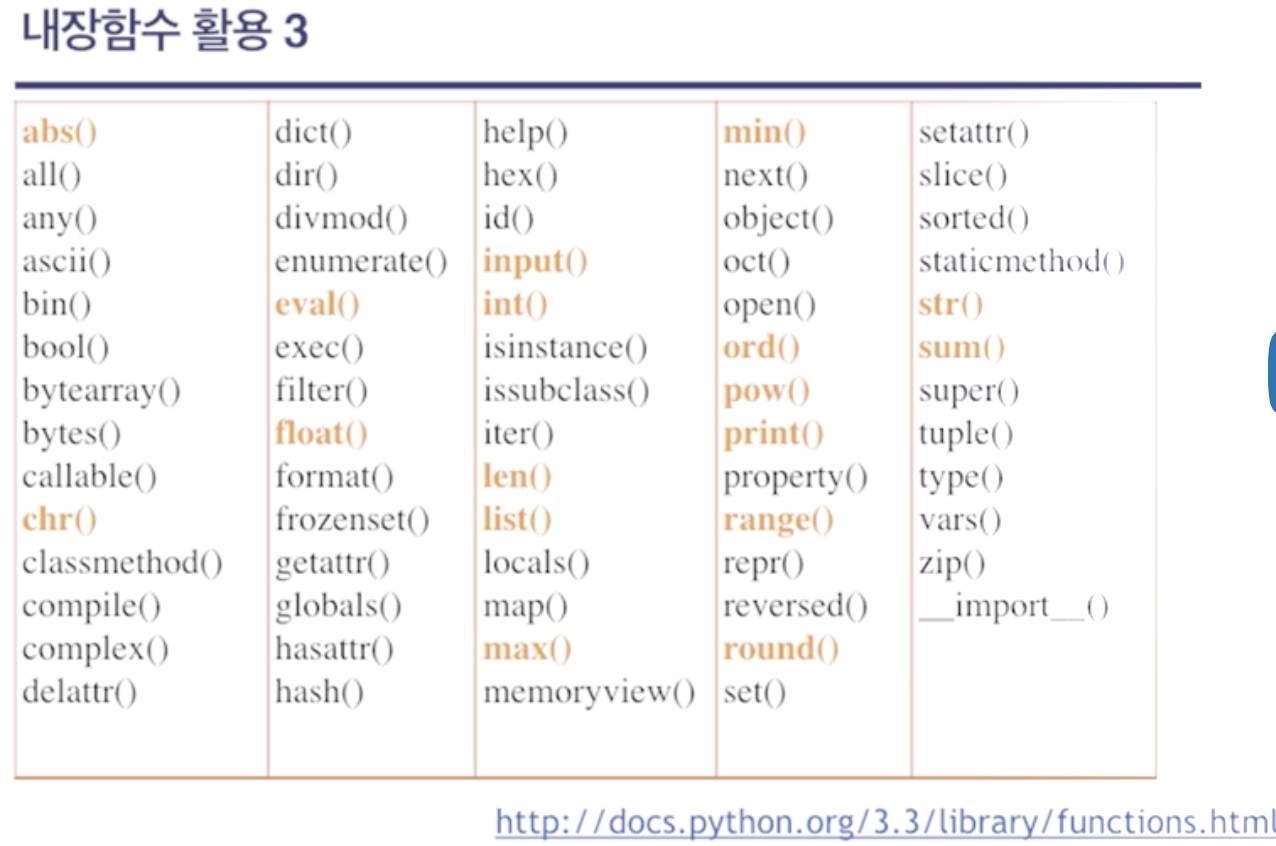 내장함수 활용 3
abs()
all()
any()
ascii()
bin()
bool()
bytearray()
bytes()
callable()
chr()
classmethod()
compile()
complex()
delattr()
dict()
dir()
divmod()
enumerate()
eval()
exec()
filter()
float()
format()
frozenset()
getattr()
globals()
hasattr()
hash()
help()
hex()
id()
input()
int()
isinstance()
issubclass()
iter()
len()
list()
locals()
map()
max()
memoryview()
min()
next()
object()
oct()
open()
ord()
pow()
print()
property()
range()
repr()
reversed()
round()
set()
setattr()
slice()
sorted()
staticmethod()
str()
sum()
super()
tuple()
type()
vars()
zip()
__import__()
http://docs.python.org/3.3/library/functions.html